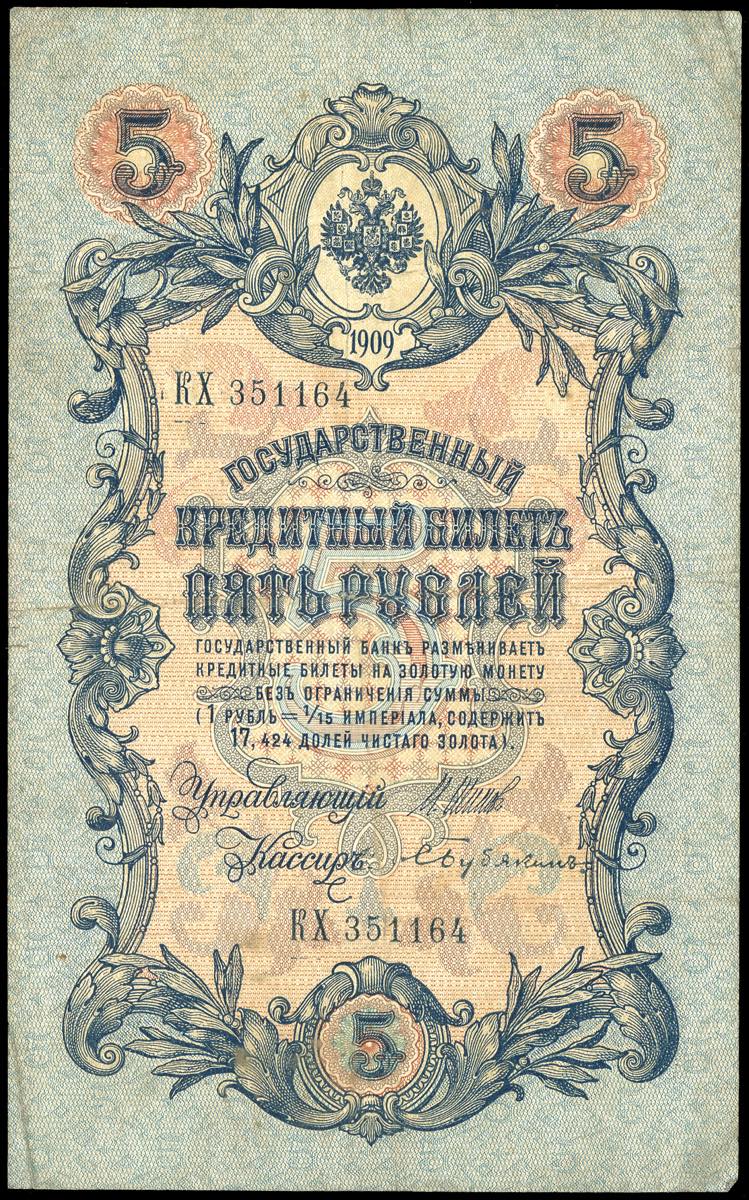 5 5
1909
КХ 351164
ГОСУДАРСТВЕННЫЙ
КРЕДИТНЫЙ БИЛЕТЪ
ПЯТЬ РУБЛЕЙ
ГОСУДАРСТВЕННЫЙ БАНКЪ РАЗМѢНИВАЕТЪ
КРЕДИТНЫЕ БИЛЕТЫ НА ЗОЛОТУЮ МОНЕТУ
БЕЗЪ ОГРАНИЧЕНІЯ СУММЫ
(1 РУБЛЬ = 1/15 ИМПЕРІАЛА, СОДЕРЖИТЪ
17,424 ДОЛЕЙ ЧИСТАГО ЗОЛОТА).
Управляющій
Кассиръ
КХ 351164
5